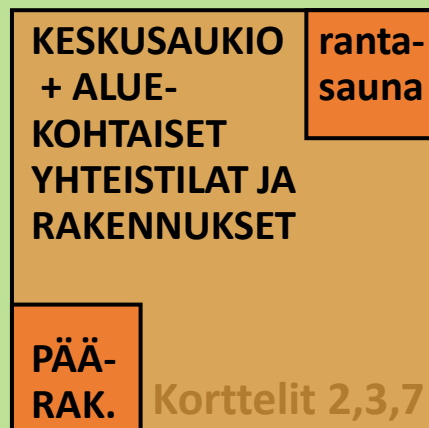 KESKUSAUKIO
+ ALUE-
KOHTAISET
YHTEISTILAT JA
RAKENNUKSET
ranta-
sauna
PÄÄ-
RAK.
Korttelit 2,3,7